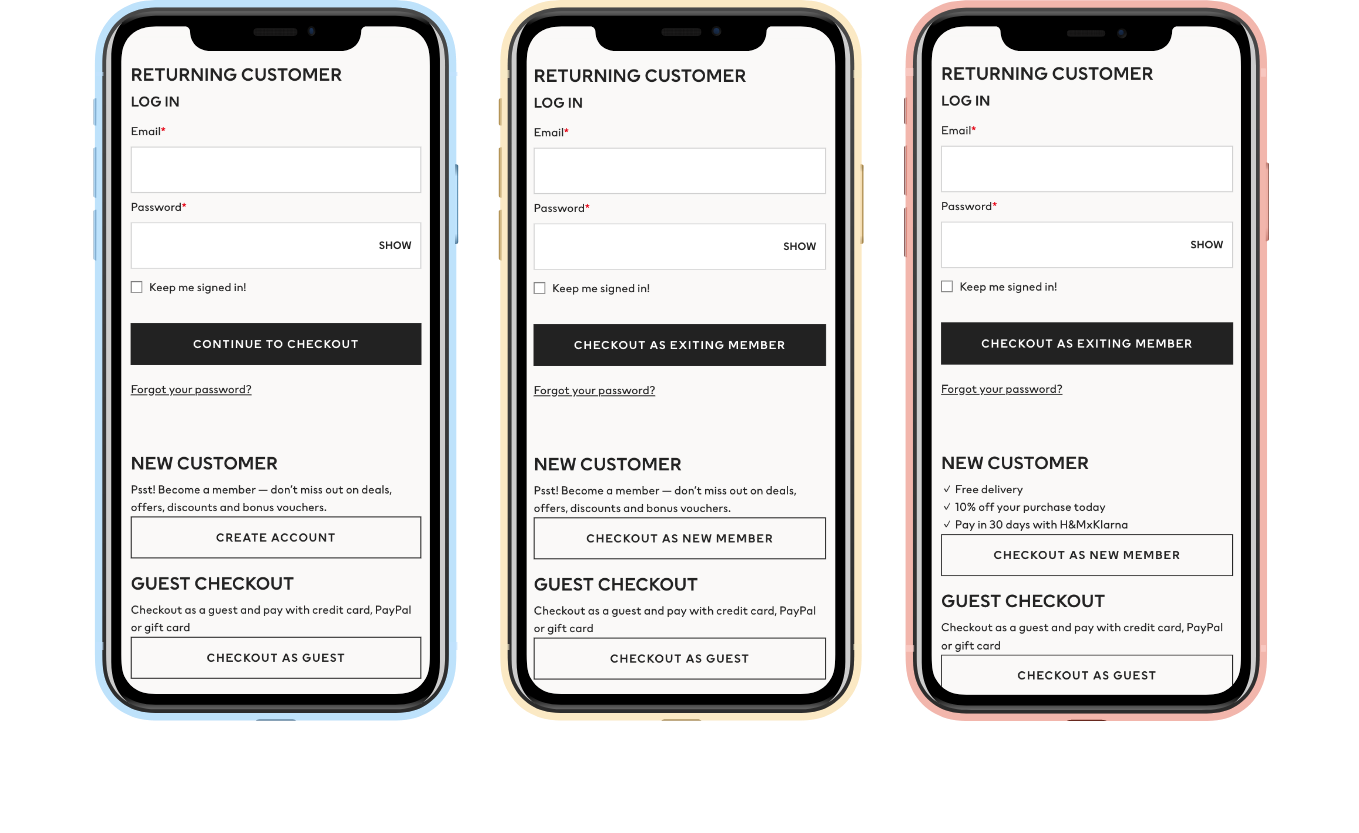 RETURNING CUSTOMER
LOG IN
Email*
Password*
SHOW
Keep me signed in!
CONTINUE TO CHECKOUT
Forgot your password?
NEW CUSTOMER
Psst! Become a member — don't miss out on deals,
offers, discounts and bonus vouchers.
CREATE ACCOUNT
GUEST CHECKOUT
Checkout as a guest and pay with credit card, PayPal
or gift card
CHECKOUT AS GUEST
RETURNING CUSTOMER
LOG IN
Email*
Password*
SHOW
Keep me signed in!
CHECKOUT AS EXITING MEMBER
Forgot your password?
NEW CUSTOMER
Psst! Become a member — don't miss out on deals,
offers, discounts and bonus vouchers.
CHECKOUT AS NEW MEMBER
GUEST CHECKOUT
Checkout as a guest and pay with credit card, PayPal
or gift card
CHECKOUT AS GUEST
RETURNING CUSTOMER
LOG IN
Email*
Password*
SHOW
Keep me signed in!
CHECKOUT AS EXITING MEMBER
Forgot your password?
NEW CUSTOMER
✓ Free delivery
✓ 10% off your purchase today
✓ Pay in 30 days with H&MxKlarna
CHECKOUT AS NEW MEMBER
GUEST CHECKOUT
Checkout as a guest and pay with credit card, PayPal
or gift card
CHECKOUT AS GUEST